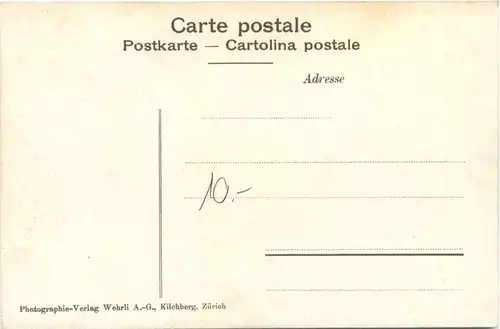 Carte postale
Postkarte — Cartolina postale
Adresse
10.-
Photographie-Verlag Wehrli A.-G., Kilchberg. Zürich